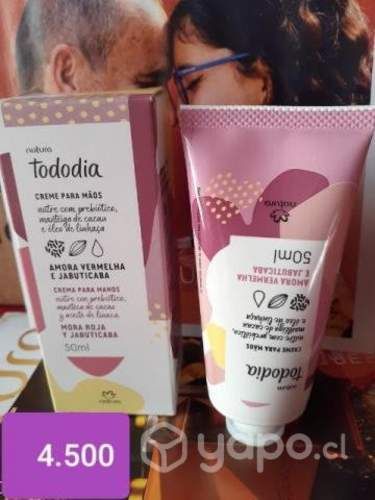 natura
Tododia
CREME PARA MÃOS
nutre com prebiótico,
manteiga de cacau
e óleo de linhaça
AMORA VERMELHA
E JABUTICABA
CREMA PARA MANOS
nutre con prebiótico,
manteca de cacao
y aceite de linaza
MORA ROJA
Y JABUTICABA
50ml
natura
natura
Tododia
CREME PARA MÃOS
nutre com prebiótico,
manteiga de cacau
e óleo de linhaça
AMORA VERMELHA
E JABUTICABA
50ml
natura
4.500
yapo.cl